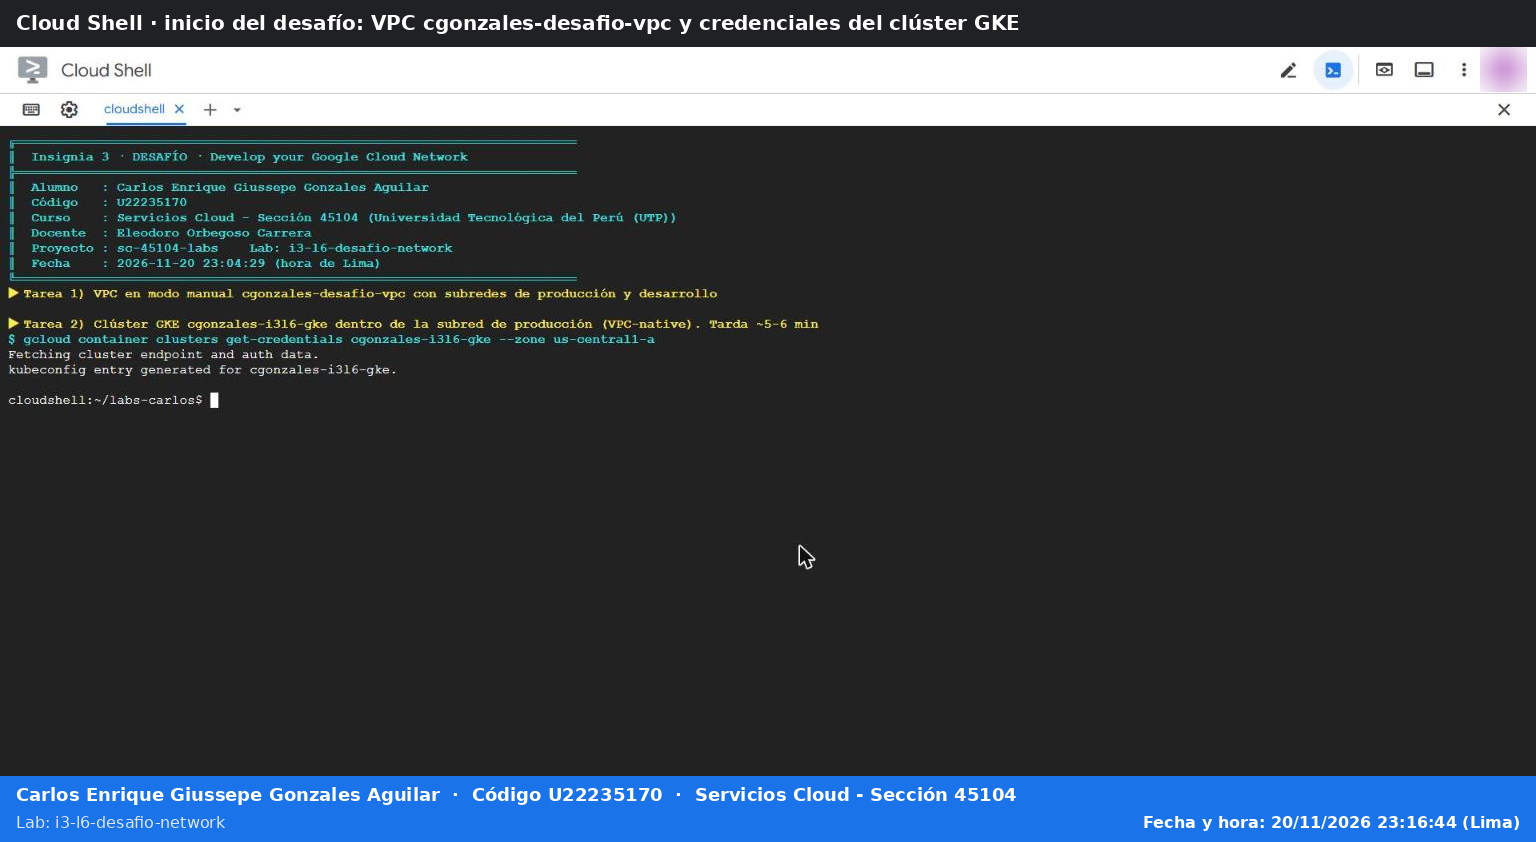 Cloud Shell · inicio del desafío: VPC cgonzales-desafio-vpc y credenciales del clúster GKE
Cloud Shell
cloudshell
Insignia 3 · DESAFÍO · Develop your Google Cloud Network
Alumno : Carlos Enrique Giussepe Gonzales Aguilar
Código : U22235170
Curso : Servicios Cloud - Sección 45104 (Universidad Tecnológica del Perú (UTP))
Docente : Eleodoro Orbegoso Carrera
Proyecto : sc-45104-labs Lab: i3-l6-desafio-network
Fecha : 2026-11-20 23:04:29 (hora de Lima)
▶ Tarea 1) VPC en modo manual cgonzales-desafio-vpc con subredes de producción y desarrollo
▶ Tarea 2) Clúster GKE cgonzales-i3l6-gke dentro de la subred de producción (VPC-native). Tarda ~5-6 min
$ gcloud container clusters get-credentials cgonzales-i3l6-gke --zone us-central1-a
Fetching cluster endpoint and auth data.
kubeconfig entry generated for cgonzales-i3l6-gke.
cloudshell:~/labs-carlos$
Carlos Enrique Giussepe Gonzales Aguilar · Código U22235170 · Servicios Cloud - Sección 45104
Lab: i3-l6-desafio-network
Fecha y hora: 20/11/2026 23:16:44 (Lima)